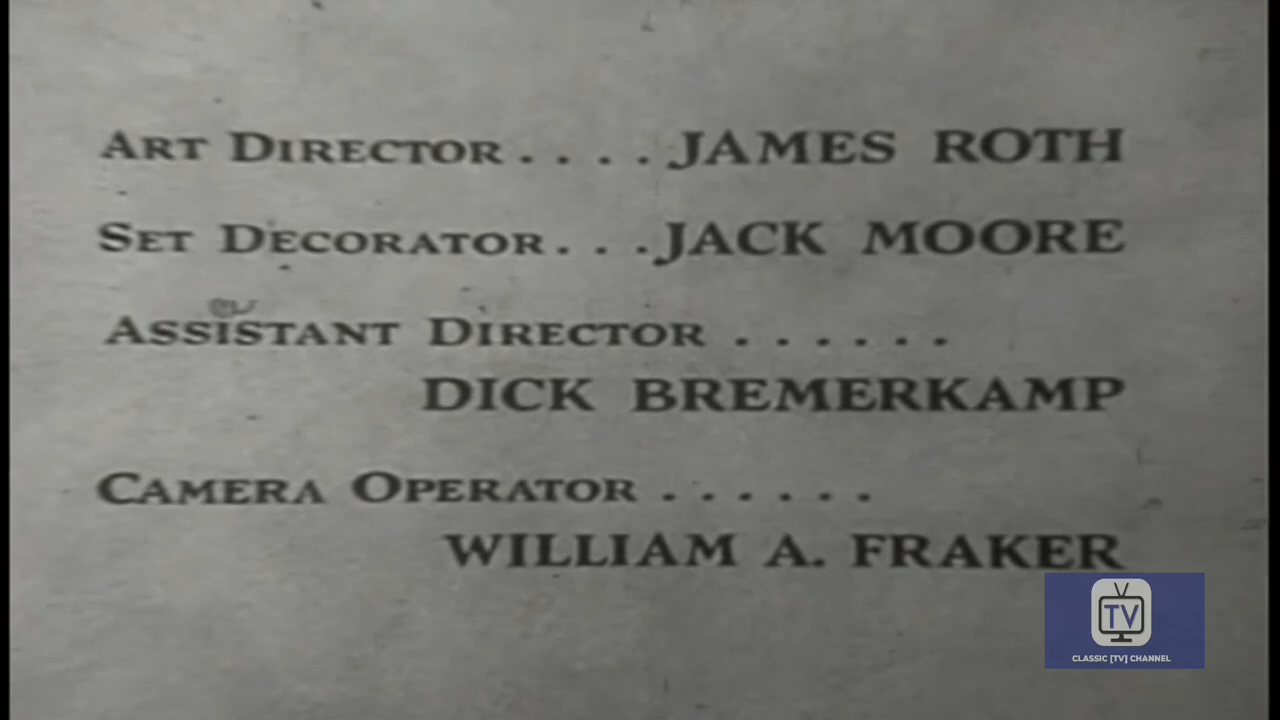 ART DIRECTOR....JAMES ROTH
SET DECORATOR...JACK MOORE
ASSISTANT DIRECTOR ......
DICK BREMERKAMP
CAMERA OPERATOR ......
WILLIAM A. FRAKER
TV
CLASSIC [TV] CHANNEL